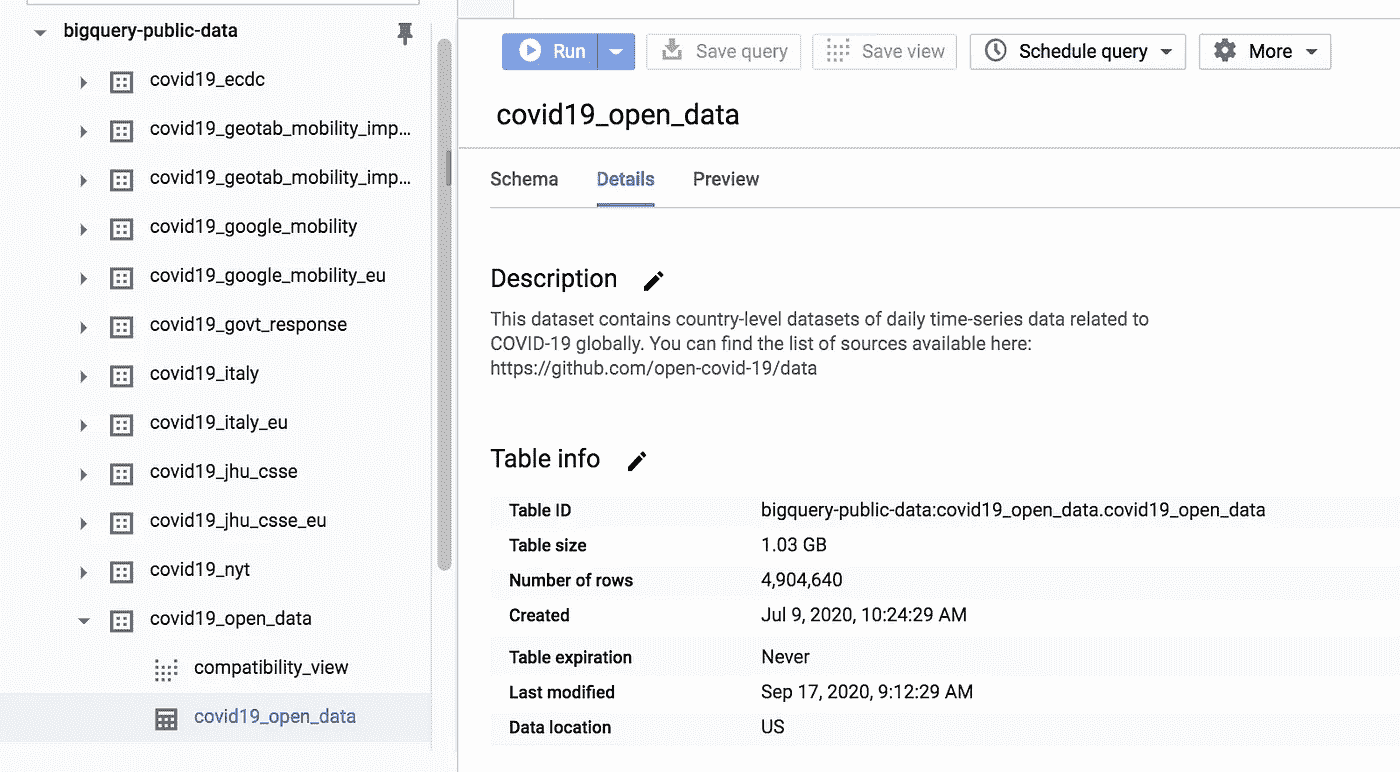 bigquery-public-data
covid19_ecdc
covid19_geotab_mobility_imp...
covid19_geotab_mobility_imp...
covid19_google_mobility
covid19_google_mobility_eu
covid19_govt_response
covid19_italy
covid19_italy_eu
covid19_jhu_csse
covid19_jhu_csse_eu
covid19_nyt
covid19_open_data
compatibility_view
covid19_open_data
Run Save query Save view Schedule query More
covid19_open_data
Schema Details Preview
Description
This dataset contains country-level datasets of daily time-series data related to
COVID-19 globally. You can find the list of sources available here:
https://github.com/open-covid-19/data
Table info
Table ID bigquery-public-data:covid19_open_data.covid19_open_data
Table size 1.03 GB
Number of rows 4,904,640
Created Jul 9, 2020, 10:24:29 AM
Table expiration Never
Last modified Sep 17, 2020, 9:12:29 AM
Data location US